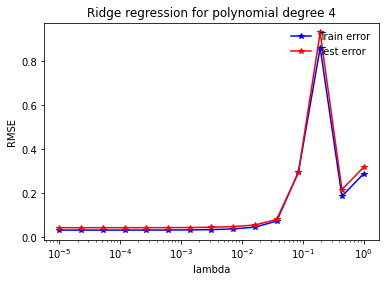 Ridge regression for polynomial degree 4
Train error
Test error
RMSE
0.8
0.6
0.4
0.2
0.0
10⁻⁵
10⁻⁴
10⁻³
10⁻²
10⁻¹
10⁰
lambda